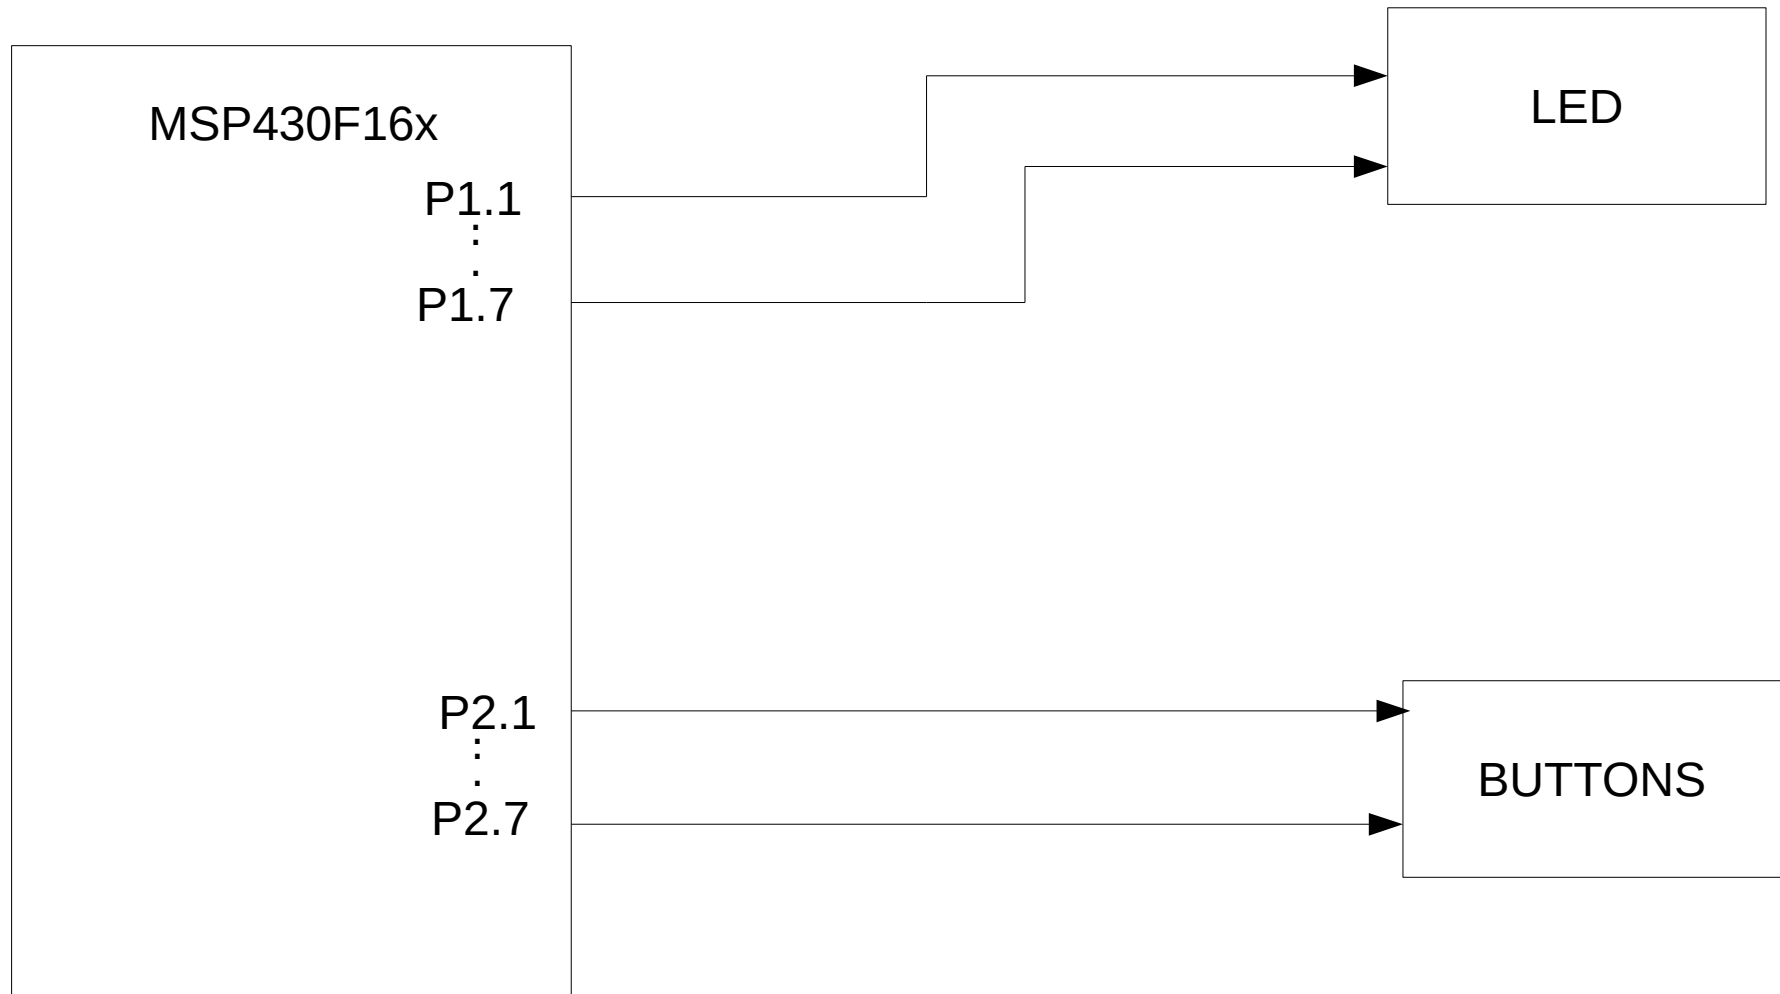 LED
MSP430F16x
P1.1
:
.
P1.7
P2.1
:
.
P2.7
BUTTONS